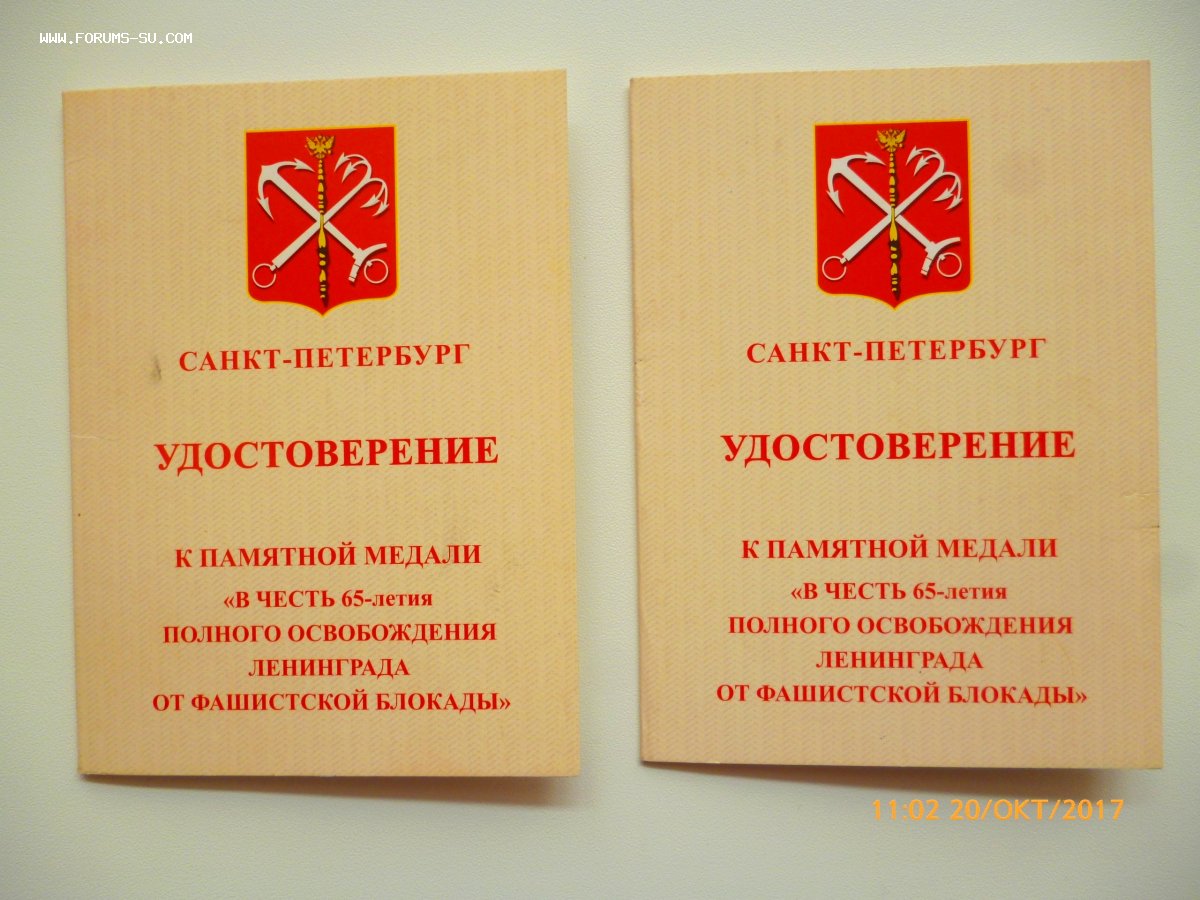 WWW.FORUMS-SU.COM
САНКТ-ПЕТЕРБУРГ
УДОСТОВЕРЕНИЕ
К ПАМЯТНОЙ МЕДАЛИ
«В ЧЕСТЬ 65-летия
ПОЛНОГО ОСВОБОЖДЕНИЯ
ЛЕНИНГРАДА
ОТ ФАШИСТСКОЙ БЛОКАДЫ»
САНКТ-ПЕТЕРБУРГ
УДОСТОВЕРЕНИЕ
К ПАМЯТНОЙ МЕДАЛИ
«В ЧЕСТЬ 65-летия
ПОЛНОГО ОСВОБОЖДЕНИЯ
ЛЕНИНГРАДА
ОТ ФАШИСТСКОЙ БЛОКАДЫ»
11:02 20/ОКТ/2017